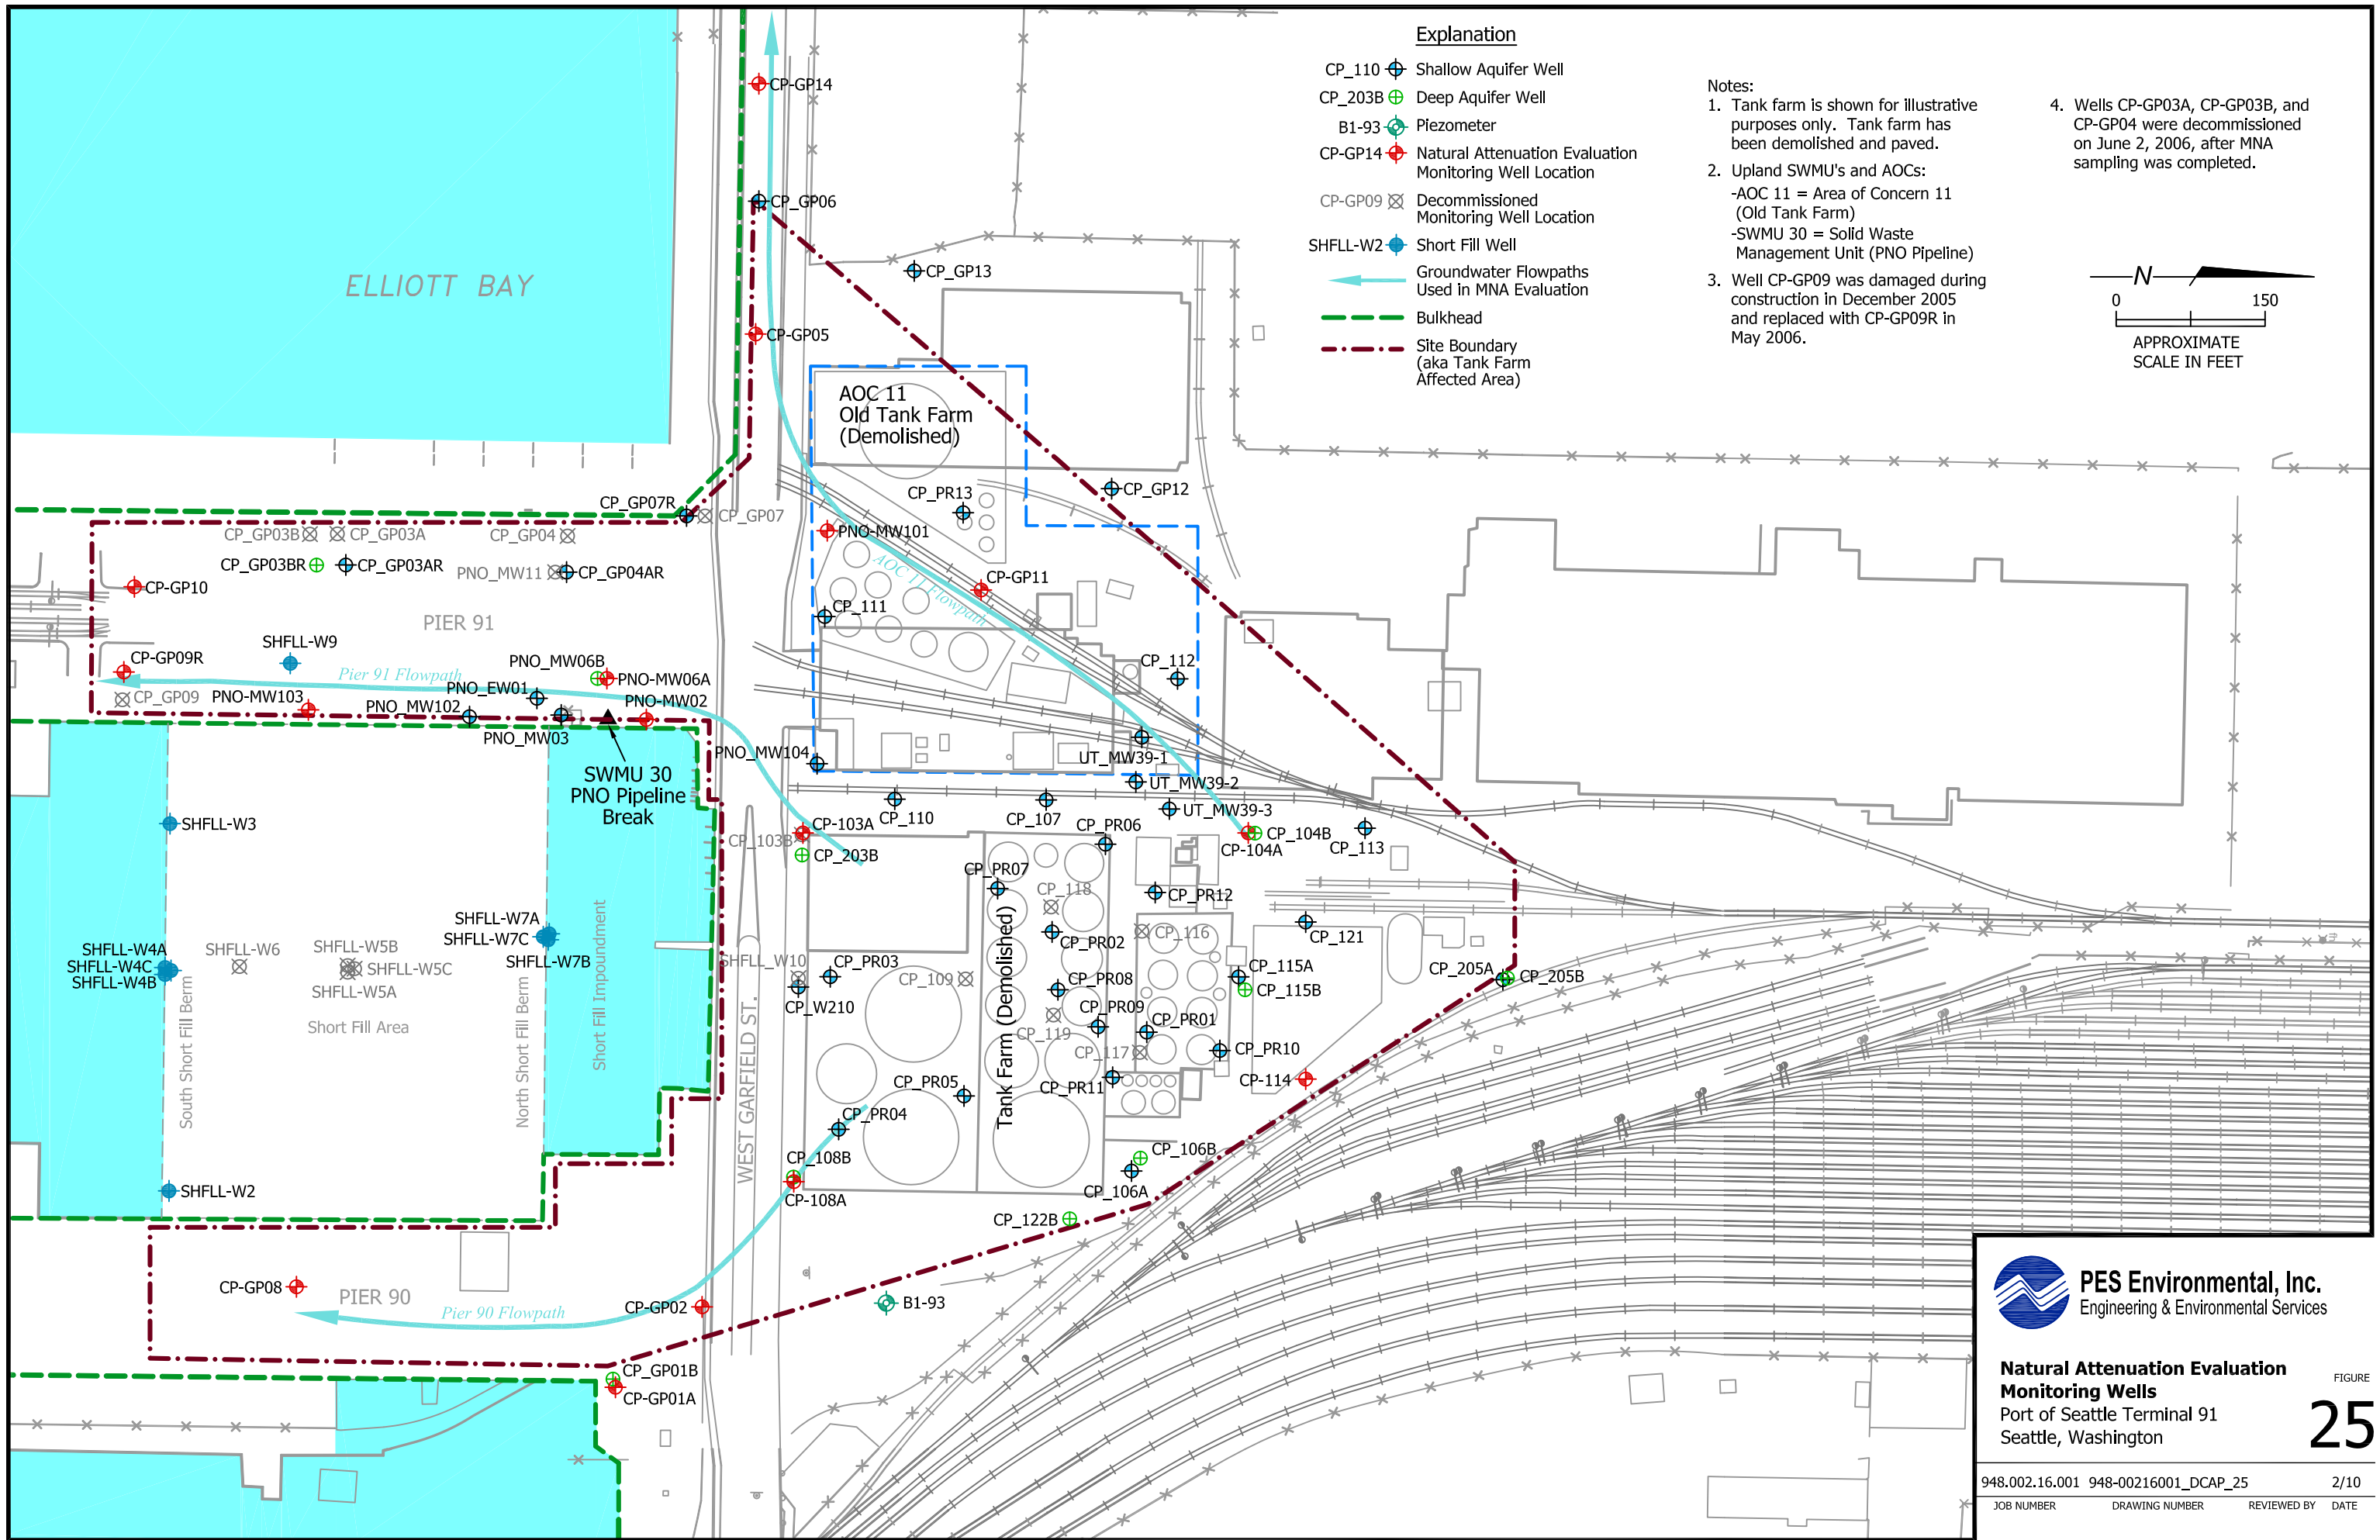 Explanation
CP_110 Shallow Aquifer Well
CP_203B Deep Aquifer Well
B1-93 Piezometer
CP-GP14 Natural Attenuation Evaluation
Monitoring Well Location
CP-GP09 Decommissioned
Monitoring Well Location
SHFLL-W2 Short Fill Well
Groundwater Flowpaths
Used in MNA Evaluation
Bulkhead
Site Boundary
(aka Tank Farm
Affected Area)
Notes:
1. Tank farm is shown for illustrative
purposes only. Tank farm has
been demolished and paved.
2. Upland SWMU's and AOCs:
-AOC 11 = Area of Concern 11
(Old Tank Farm)
-SWMU 30 = Solid Waste
Management Unit (PNO Pipeline)
3. Well CP-GP09 was damaged during
construction in December 2005
and replaced with CP-GP09R in
May 2006.
4. Wells CP-GP03A, CP-GP03B, and
CP-GP04 were decommissioned
on June 2, 2006, after MNA
sampling was completed.
N
0 150
APPROXIMATE
SCALE IN FEET
CP-GP14
CP_GP06
CP_GP13
ELLIOTT BAY
CP-GP05
AOC 11
Old Tank Farm
(Demolished)
CP_GP12
CP_PR13
CP_GP07R
CP_GP07
CP_GP03B
CP_GP03A
CP_GP04
PNO-MW101
CP_GP03BR
CP_GP03AR
PNO_MW11
CP_GP04AR
AOC 11 Flowpath
CP-GP11
CP-GP10
CP_111
PIER 91
SHFLL-W9
CP-GP09R
PNO_MW06B
PNO-MW06A
CP_112
Pier 91 Flowpath
CP_GP09
PNO-MW103
PNO_EW01
PNO-MW02
PNO_MW102
PNO_MW03
PNO_MW104
UT_MW39-1
SWMU 30
PNO Pipeline
Break
UT_MW39-2
UT_MW39-3
CP_110
CP_107
SHFLL-W3
CP-103A
CP_103B
CP_203B
CP_PR06
CP_104B
CP-104A
CP_113
CP_PR07
CP_118
CP_PR12
SHFLL-W7A
SHFLL-W7C
SHFLL-W7B
CP_121
CP_PR02
CP_116
SHFLL-W4A
SHFLL-W4C
SHFLL-W4B
SHFLL-W6
SHFLL-W5B
SHFLL-W5C
SHFLL-W5A
SHFLL_W10
CP_PR03
CP_109
CP_W210
CP_PR08
CP_115A
CP_115B
CP_205A
CP_205B
South Short Fill Berm
Short Fill Area
North Short Fill Berm
Short Fill Impoundment
WEST GARFIELD ST.
Tank Farm (Demolished)
CP_PR09
CP_119
CP_PR01
CP_117
CP_PR10
CP_PR11
CP-114
CP_PR05
CP_PR04
CP_108B
CP-108A
CP_106B
CP_106A
SHFLL-W2
CP_122B
CP-GP08
PIER 90
Pier 90 Flowpath
CP-GP02
B1-93
CP_GP01B
CP-GP01A
PES Environmental, Inc.
Engineering & Environmental Services
Natural Attenuation Evaluation
Monitoring Wells
Port of Seattle Terminal 91
Seattle, Washington
FIGURE
25
948.002.16.001 948-00216001_DCAP_25 2/10
JOB NUMBER DRAWING NUMBER REVIEWED BY DATE